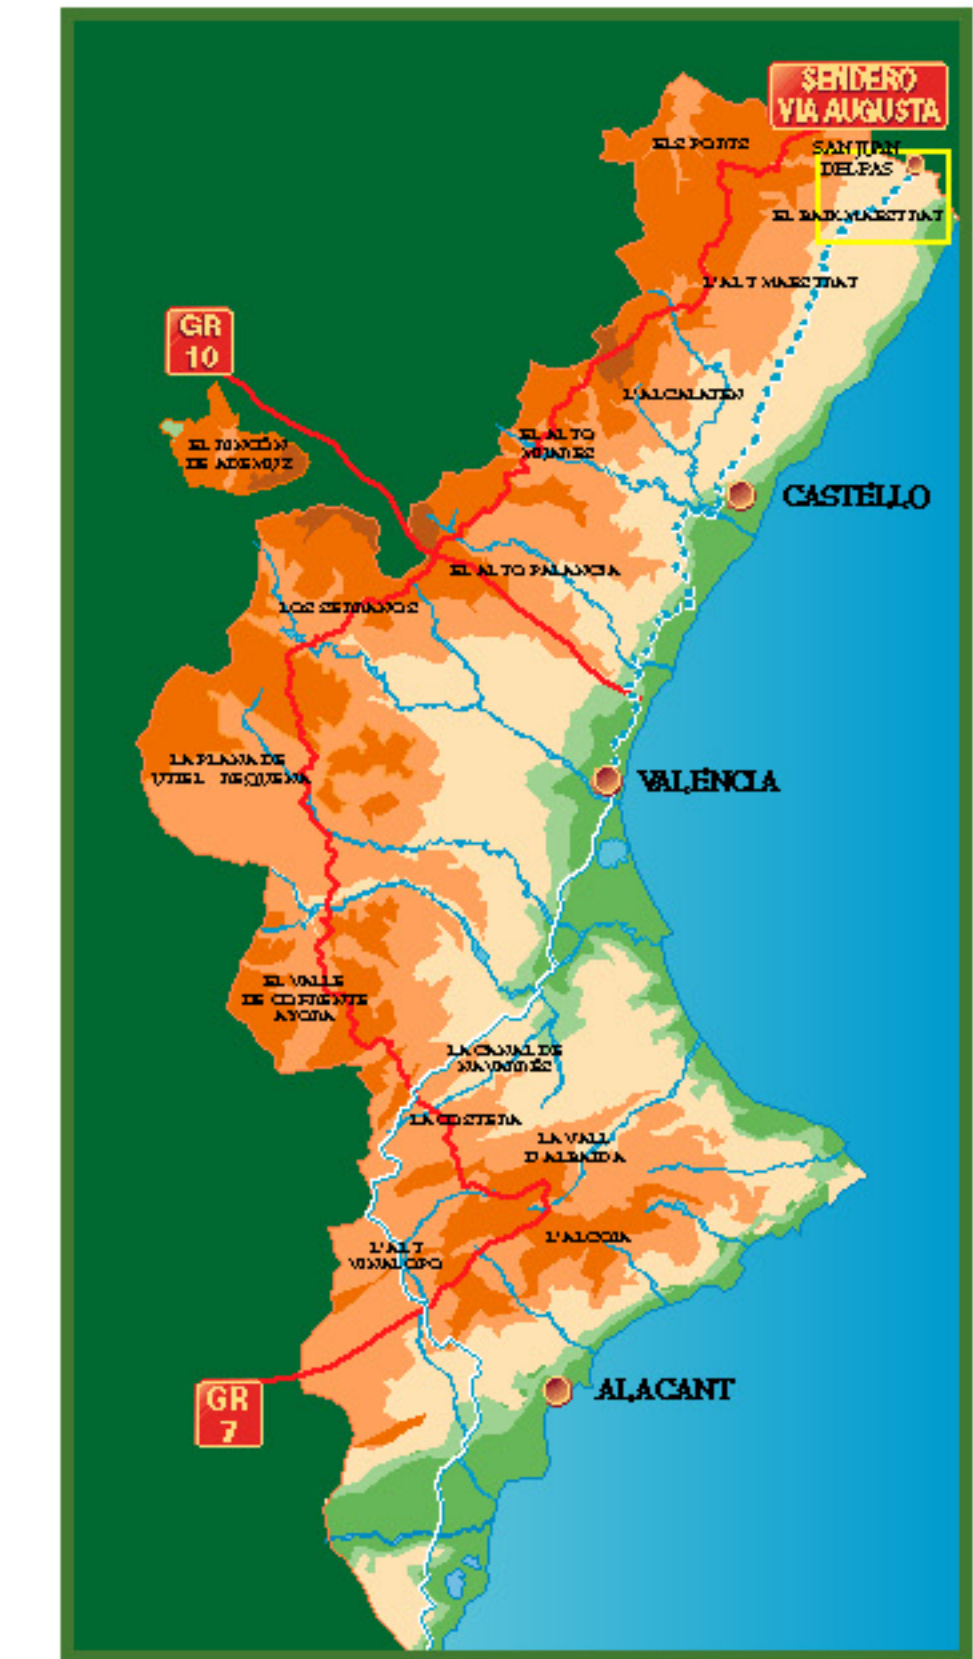 SENDERO
VIA AUGUSTA
ELS PORTS
SAN JUAN
DEL PAS
EL BAIX MAESTRAT
L'ALT MAESTRAT
GR
10
L'ALCALATEN
EL ALTO
MIJARES
EL RINCÓN
DE ADEMUZ
CASTELLO
EL ALTO PALANCIA
LOS SERRANOS
LA PLANA DE
UTIEL REQUENA
VALENCIA
EL VALLE
DE COFRENTE
AYORA
LA CANAL DE
NAVARRÉS
LA COSTERA
LA VALL
D'ALBAIDA
L'ALCOIA
L'ALT
VINALOPO
GR
7
ALACANT